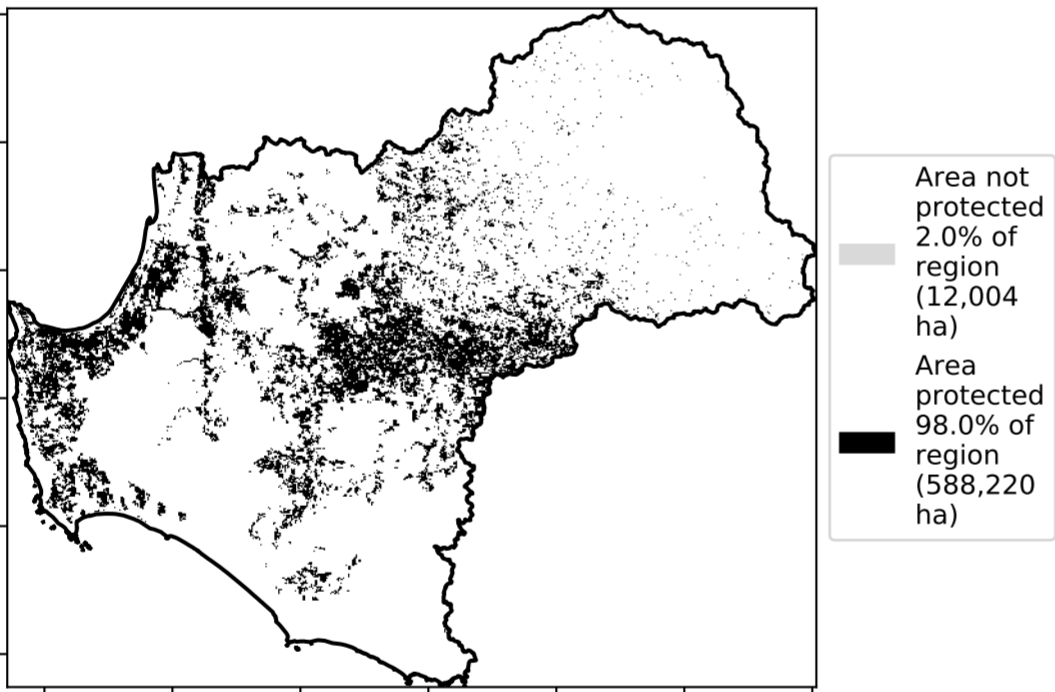 Area not
protected
2.0% of
region
(12,004
ha)
Area
protected
98.0% of
region
(588,220
ha)